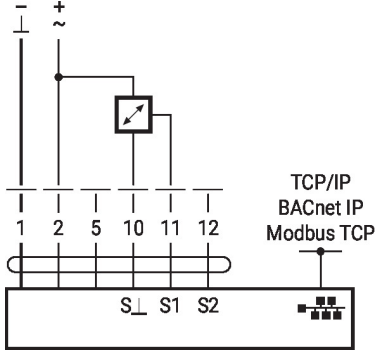 − +
⊥ ~
TCP/IP
BACnet IP
Modbus TCP
1 2 5 10 11 12
S⊥ S1 S2